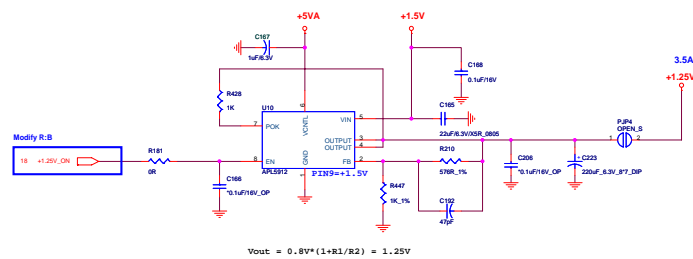 +5VA
+1.5V
C167
1uF/6.3V
C168
0.1uF/16V
3.5A
+1.25V
R428
1K
U10
6
VCNTL
7
POK
VIN
5
C165
22uF/6.3V/X5R_0805
PJP4
OPEN_S
1
2
Modify R:B
18
+1.25V_ON
R181
0R
8
EN
GND
1
OUTPUT
3
OUTPUT
4
FB
2
APL5912
PIN9=+1.5V
R210
576R_1%
C166
*0.1uF/16V_OP
R447
1K_1%
C192
47pF
C206
*0.1uF/16V_OP
+
C223
220uF_6.3V_8*7_DIP
Vout = 0.8V*(1+R1/R2) = 1.25V